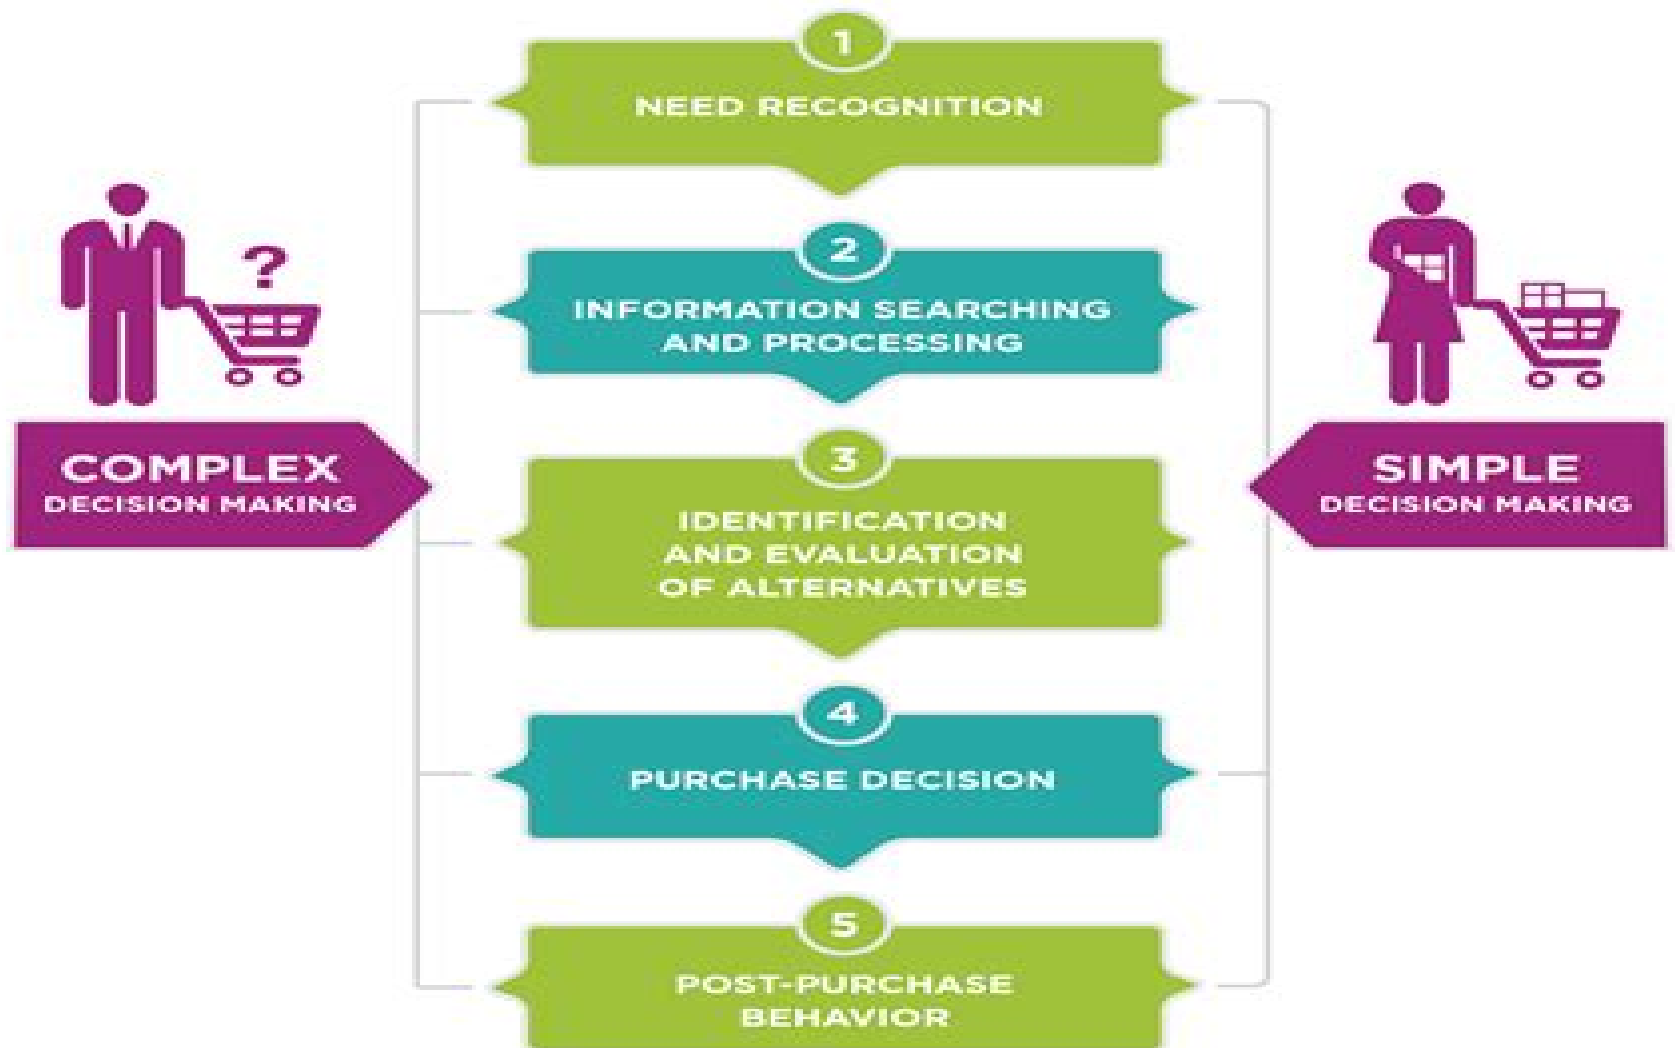 1
NEED RECOGNITION
2
INFORMATION SEARCHING
AND PROCESSING
?
COMPLEX
DECISION MAKING
SIMPLE
DECISION MAKING
3
IDENTIFICATION
AND EVALUATION
OF ALTERNATIVES
4
PURCHASE DECISION
5
POST-PURCHASE
BEHAVIOR